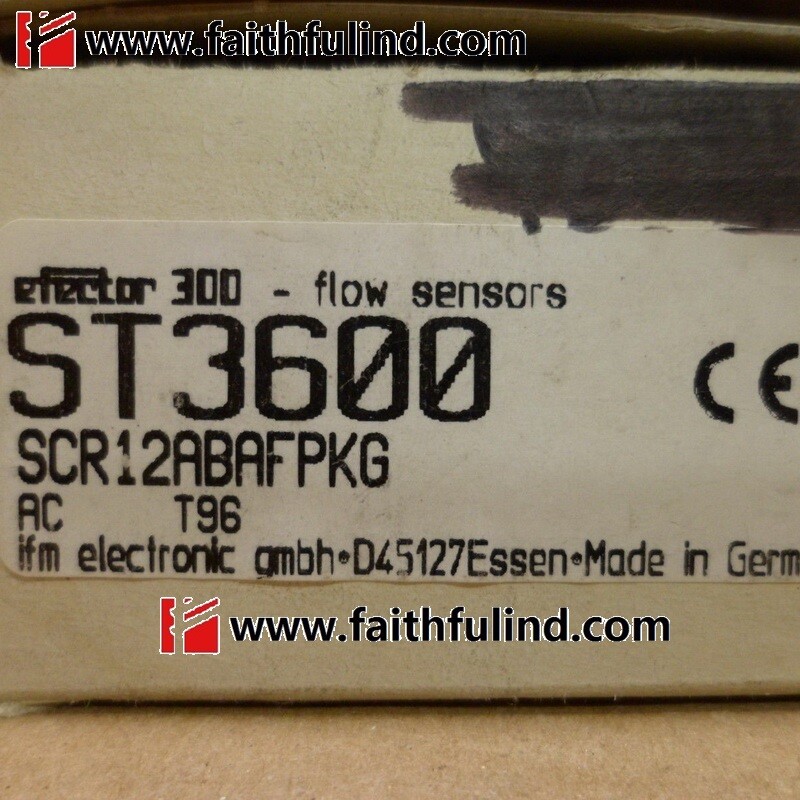 www.faithfulind.com
efector 300 - flow sensors
ST3600
CE
SCR12ABAFPKG
AC T96
ifm electronic gmbh•D45127Essen•Made in Germ
www.faithfulind.com